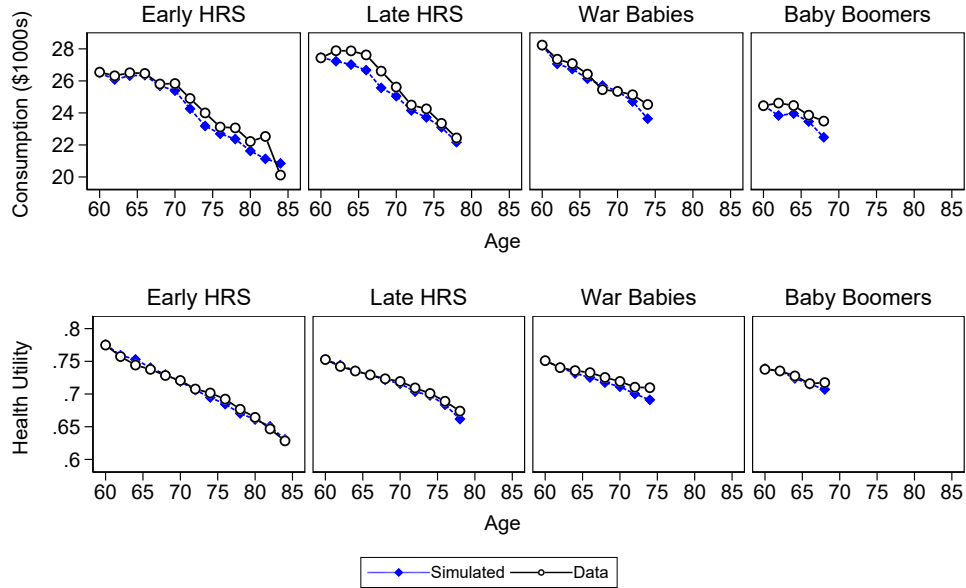 Early HRS Late HRS War Babies Baby Boomers
Consumption ($1000s)
28
26
24
22
20
60 65 70 75 80 85 60 65 70 75 80 85 60 65 70 75 80 85 60 65 70 75 80 85
Age
Early HRS Late HRS War Babies Baby Boomers
Health Utility
.8
.75
.7
.65
.6
60 65 70 75 80 85 60 65 70 75 80 85 60 65 70 75 80 85 60 65 70 75 80 85
Age
Simulated Data